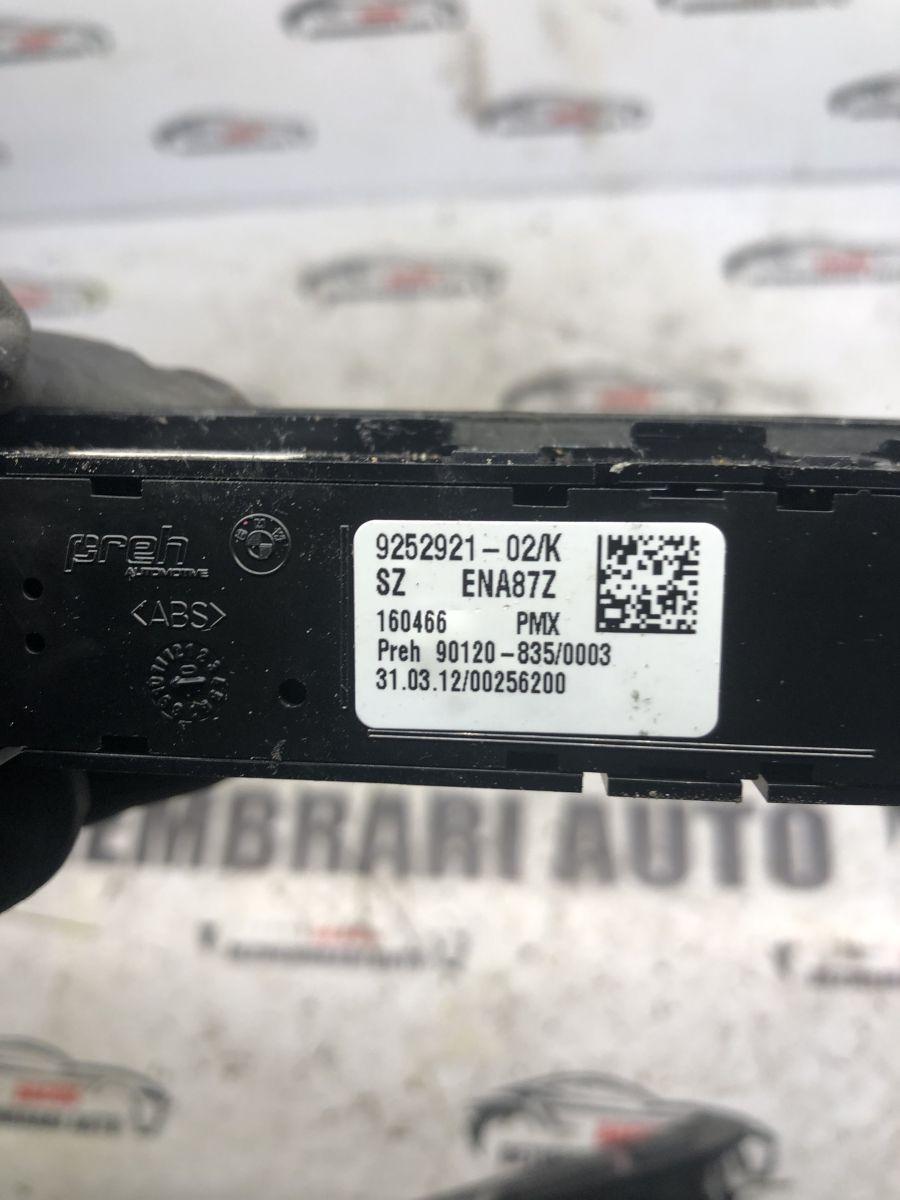 preh
AUTOMOTIVE
>ABS<
9252921-02/K
SZ ENA87Z
160466 PMX
Preh 90120-835/0003
31.03.12/00256200
EMBRARI AUTO